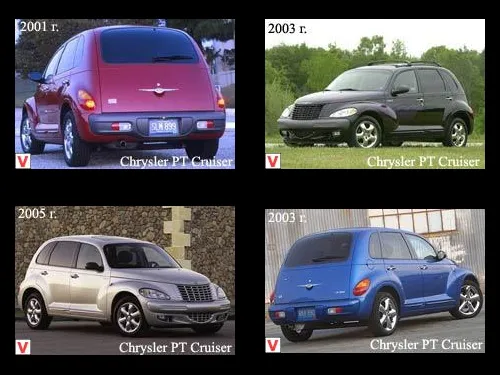 2001 г.
Chrysler PT Cruiser
V
2003 г.
Chrysler PT Cruiser
V
2005 г.
Chrysler PT Cruiser
V
2003 г.
Chrysler PT Cruiser
V